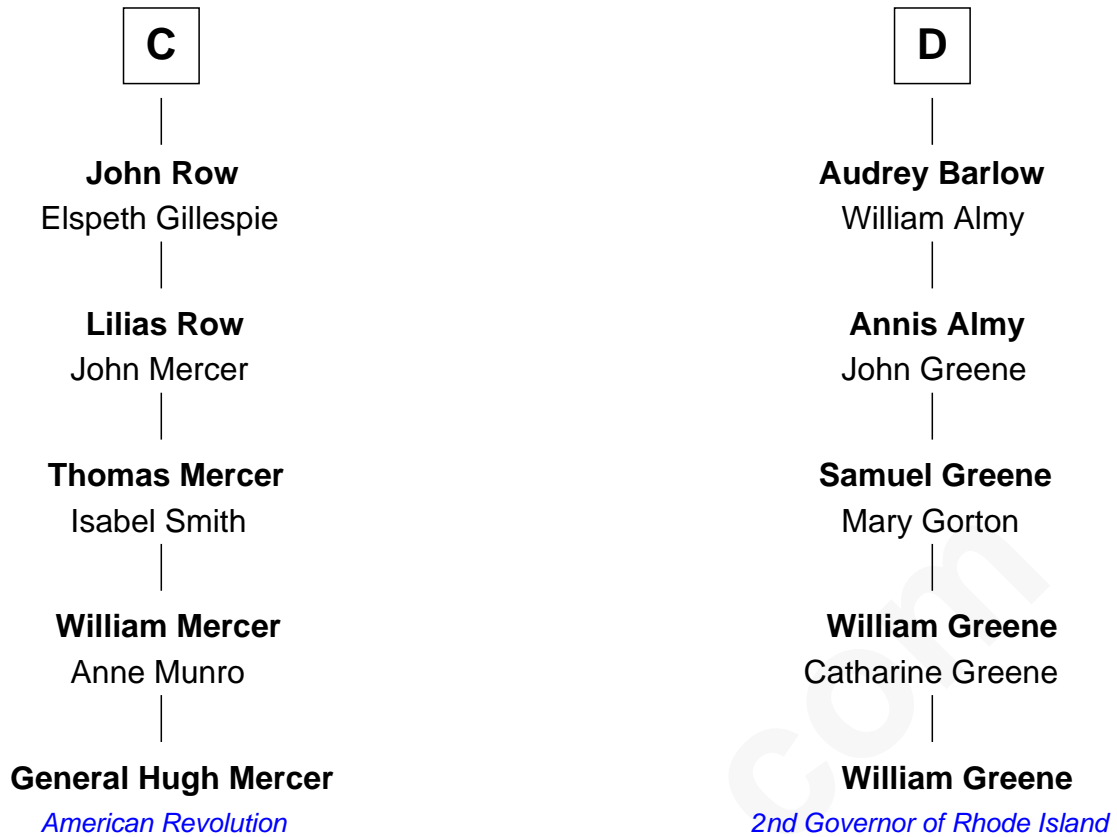 C
John Row
Elspeth Gillespie
Lilias Row
John Mercer
Thomas Mercer
Isabel Smith
William Mercer
Anne Munro
General Hugh Mercer
American Revolution
D
Audrey Barlow
William Almy
Annis Almy
John Greene
Samuel Greene
Mary Gorton
William Greene
Catharine Greene
William Greene
2nd Governor of Rhode Island
com